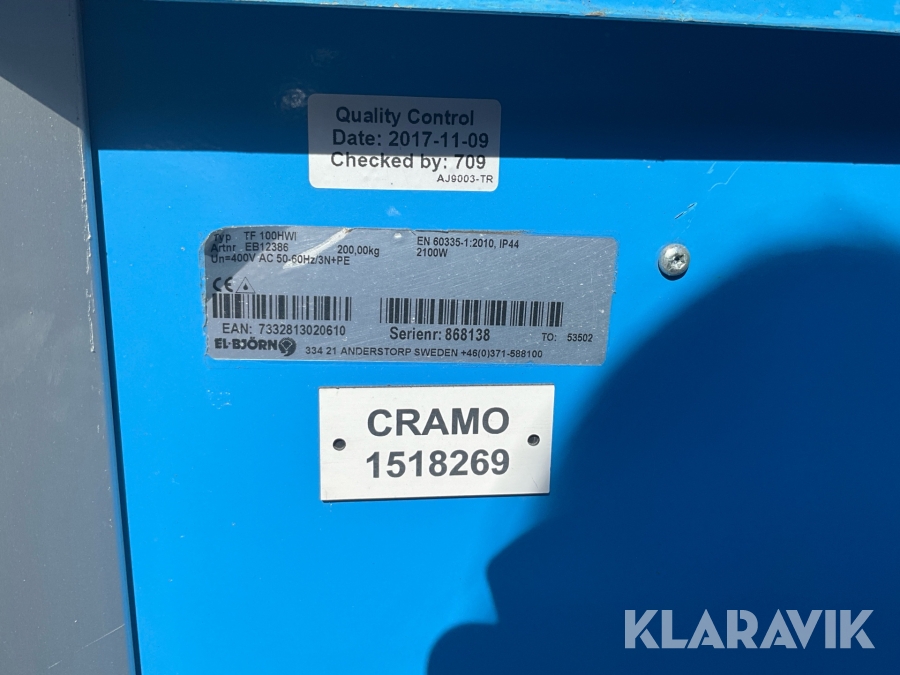 Quality Control
Date: 2017-11-09
Checked by: 709
AJ9003-TR
Typ TF 100HWI
Artnr EB12386 200,00kg EN 60335-1:2010, IP44
Un=400V AC 50-60Hz/3N+PE 2100W
CE
EAN: 7332813020610 Serienr: 868138 TO: 53502
EL-BJÖRN 334 21 ANDERSTORP SWEDEN +46(0)371-588100
CRAMO
1518269
KLARAVIK